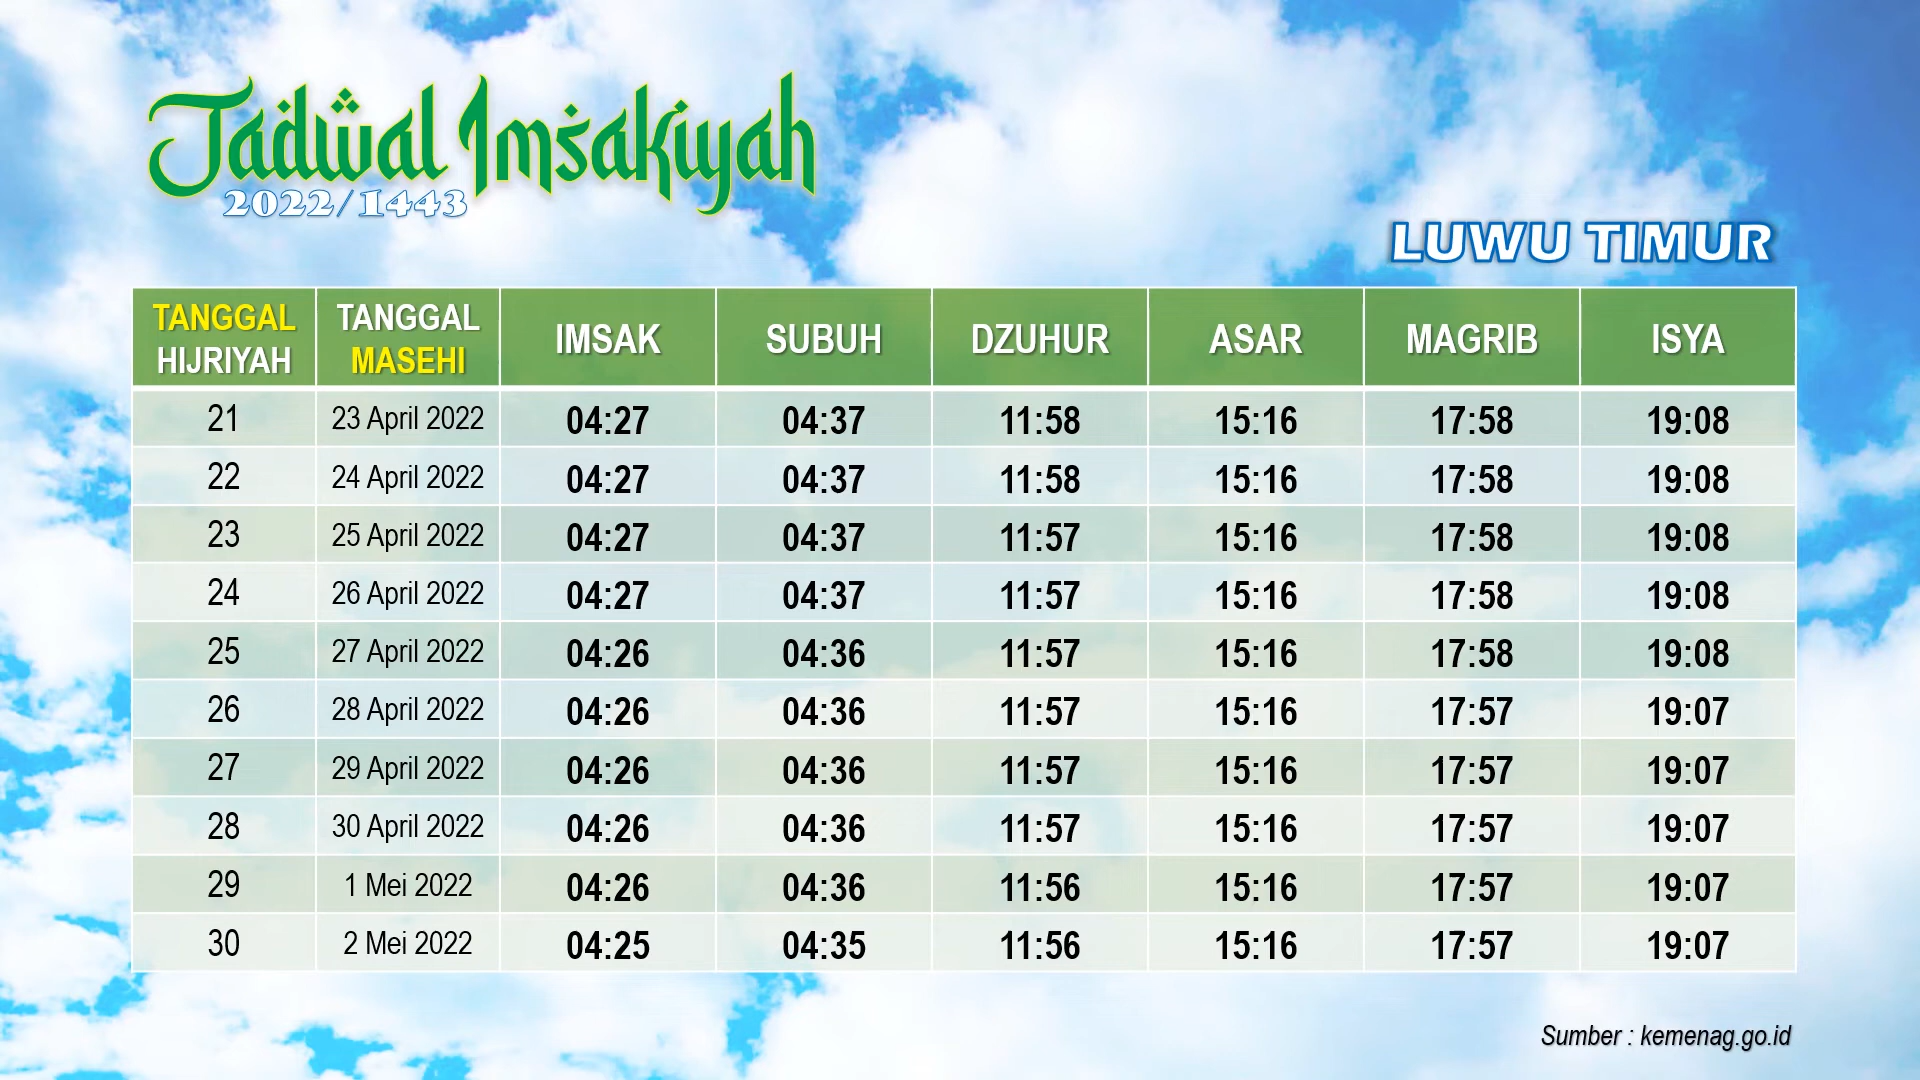 Jadwal Imsakiyah
2022/1443
LUWU TIMUR
TANGGAL HIJRIYAH TANGGAL MASEHI IMSAK SUBUH DZUHUR ASAR MAGRIB ISYA
21 23 April 2022 04:27 04:37 11:58 15:16 17:58 19:08
22 24 April 2022 04:27 04:37 11:58 15:16 17:58 19:08
23 25 April 2022 04:27 04:37 11:57 15:16 17:58 19:08
24 26 April 2022 04:27 04:37 11:57 15:16 17:58 19:08
25 27 April 2022 04:26 04:36 11:57 15:16 17:58 19:08
26 28 April 2022 04:26 04:36 11:57 15:16 17:57 19:07
27 29 April 2022 04:26 04:36 11:57 15:16 17:57 19:07
28 30 April 2022 04:26 04:36 11:57 15:16 17:57 19:07
29 1 Mei 2022 04:26 04:36 11:56 15:16 17:57 19:07
30 2 Mei 2022 04:25 04:35 11:56 15:16 17:57 19:07
Sumber : kemenag.go.id